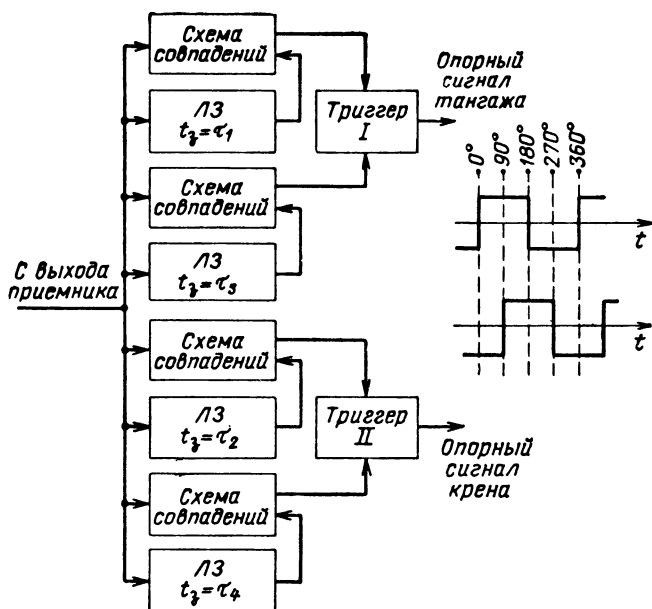 Схема
совпадений
ЛЗ
tз=τ1
Схема
совпадений
ЛЗ
tз=τ3
Схема
совпадений
ЛЗ
tз=τ2
Схема
совпадений
ЛЗ
tз=τ4
С выхода
приемника
Триггер
I
Триггер
II
Опорный
сигнал
тангажа
0°
90°
180°
270°
360°
t
t
Опорный
сигнал
крена